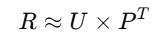 R ≈ U × P^T